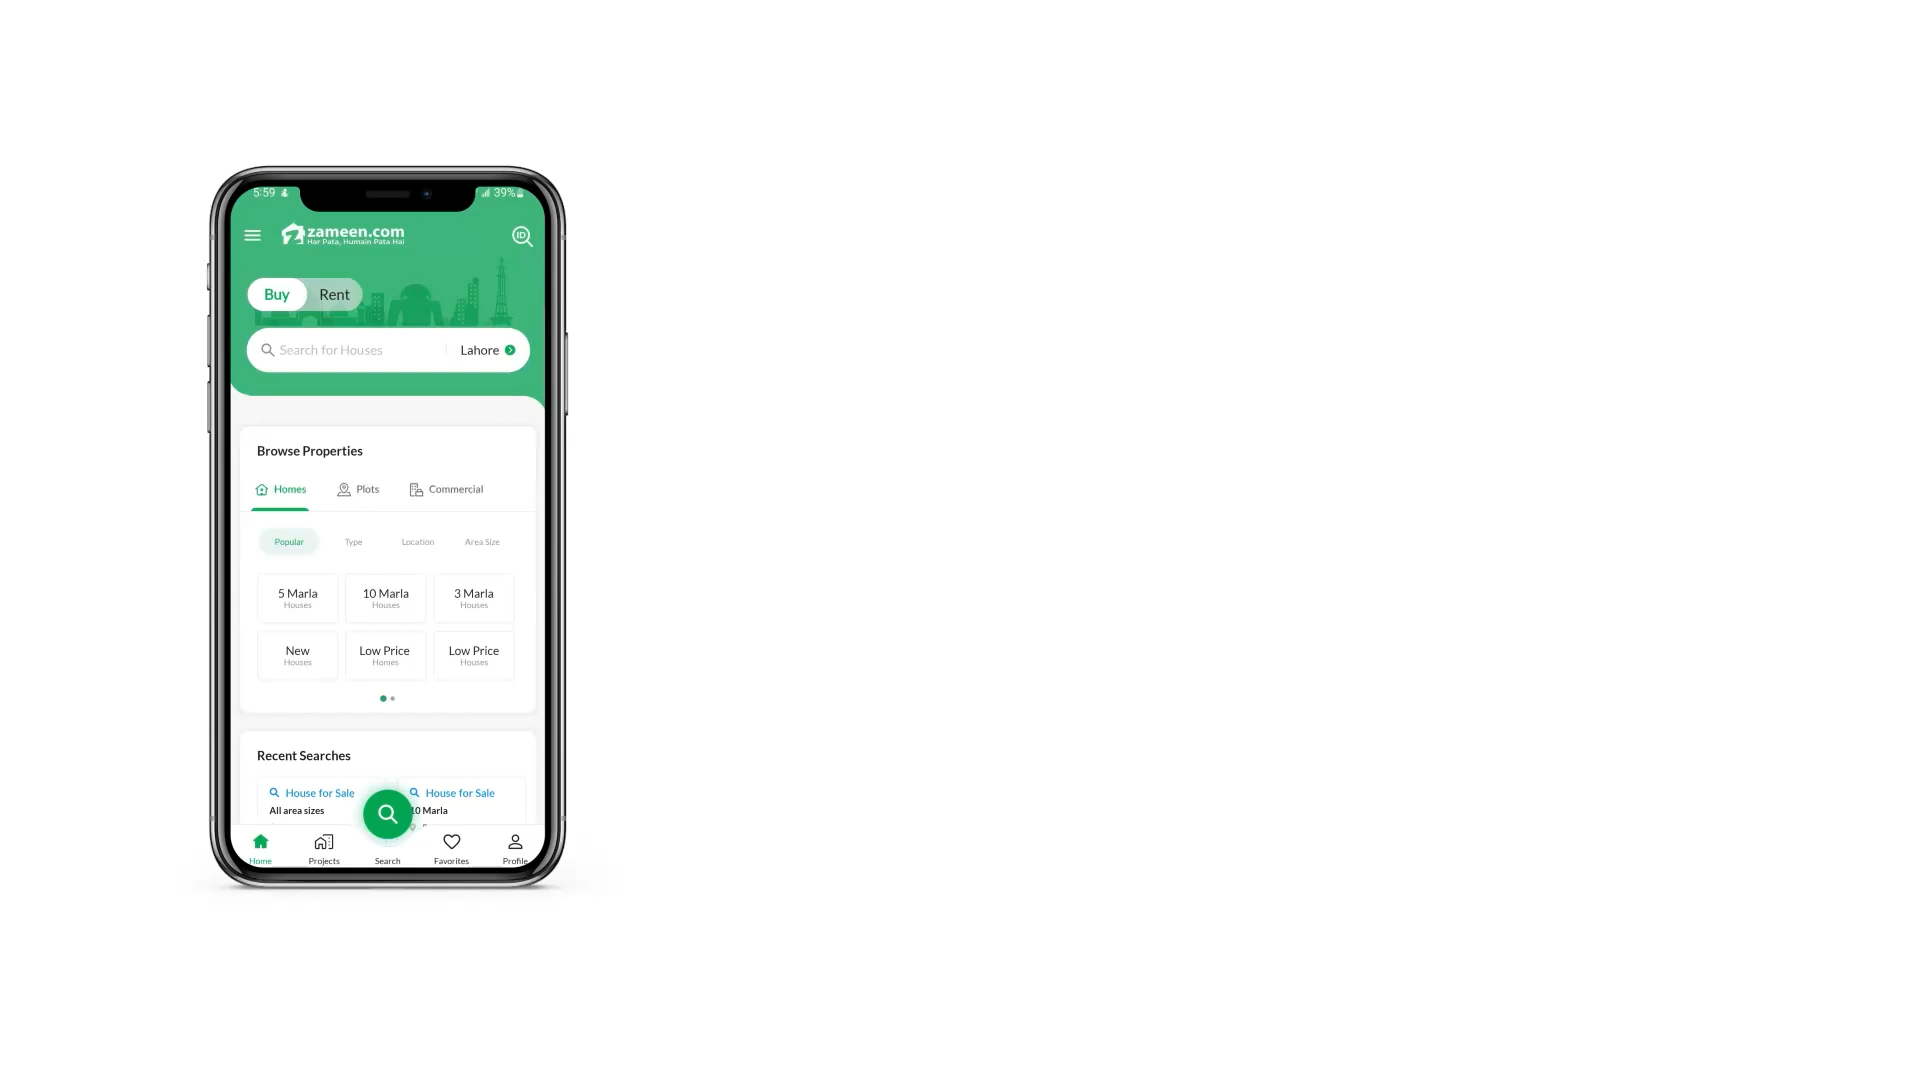 5:59 39%
zameen.com
Har Pata, Humain Pata Hai
ID
Buy Rent
Search for Houses Lahore
Browse Properties
Homes Plots Commercial
Popular Type Location Area Size
5 Marla 10 Marla 3 Marla
Houses Houses Houses
New Low Price Low Price
Houses Homes Houses
Recent Searches
House for Sale House for Sale
All area sizes 10 Marla
Home Projects Search Favorites Profile